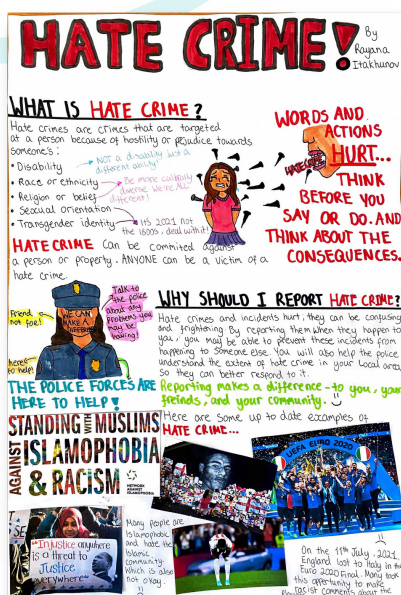 HATE CRIME!
By
Rayana
Itakhunov
WHAT IS HATE CRIME?
Hate crimes are crimes that are targeted
at a person because of hostility or prejudice towards
someone's:
• Disability
NOT a disability just a
different ability!
• Race or ethnicity
• Religion or belief
Be more culturally
diverse We're ALL
different!
• Sexual orientation
• Transgender identity
It's 2021 not
the 1800s, deal with it!
HATE CRIME can be commited against
a person or property. ANYONE can be a victim of a
hate crime.
WORDS AND
ACTIONS
HURT...
THINK
BEFORE YOU
SAY OR DO. AND
THINK ABOUT THE
CONSEQUENCES.
Friend
not foe!
WE CAN
MAKE A
Talk to
the police
about any
problems you
may be
having!
here
to help!
THE POLICE FORCES ARE
HERE TO HELP!
WHY SHOULD I REPORT HATE CRIME?
Hate crimes and incidents hurt, they can be confusing
and frightening. By reporting them when they happen to
you, you may be able to prevent these incidents from
happening to someone else. You will also help the police
understand the extent of hate crime in your local area
so they can better respond to it.
Reporting makes a difference - to you, your
freinds, and your community.
STANDING WITH MUSLIMS
AGAINST
ISLAMOPHOBIA
& RACISM
NETWORK
AGAINST
ISLAMOPHOBIA
There are some up to date examples of
HATE CRIME...
UEFA EURO 2020
"Injustice anywhere
is a threat to
Justice
everywhere"
Many people are
Islamophobic
and hate the
Islamic
community.
which is also
not okay.
On the 11th July, 2021,
England lost to Italy in the
Euro 2020 Final. Many took
this oppertunity to make
racist comments about the